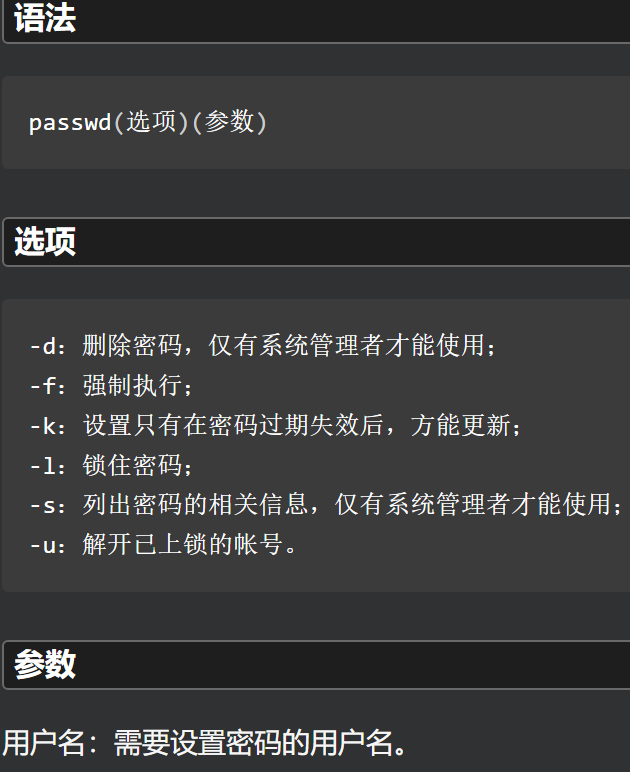 语法
passwd(选项)(参数)
选项
-d：删除密码，仅有系统管理者才能使用；
-f：强制执行；
-k：设置只有在密码过期失效后，方能更新；
-l：锁住密码；
-s：列出密码的相关信息，仅有系统管理者才能使用；
-u：解开已上锁的帐号。
参数
用户名：需要设置密码的用户名。